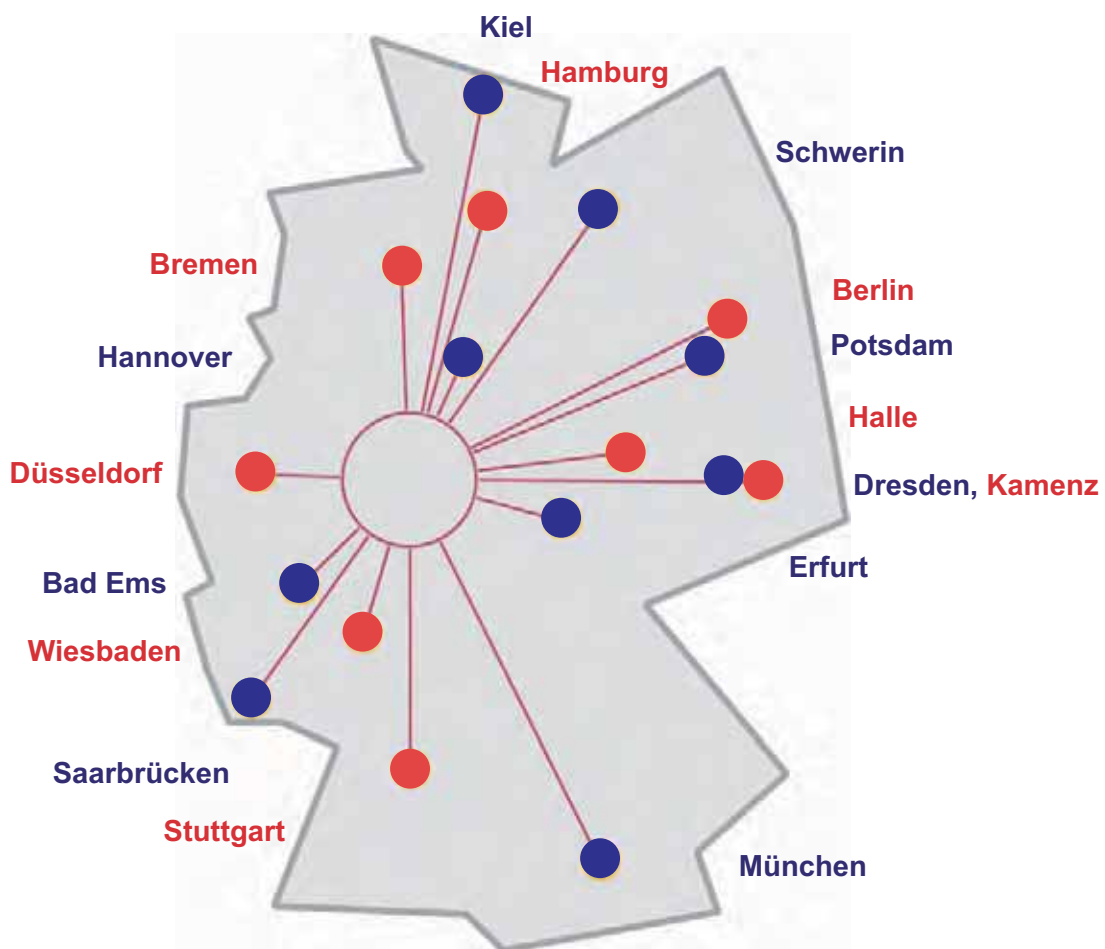 Kiel
Hamburg
Schwerin
Bremen
Berlin
Hannover
Potsdam
Halle
Düsseldorf
Dresden, Kamenz
Erfurt
Bad Ems
Wiesbaden
Saarbrücken
Stuttgart
München